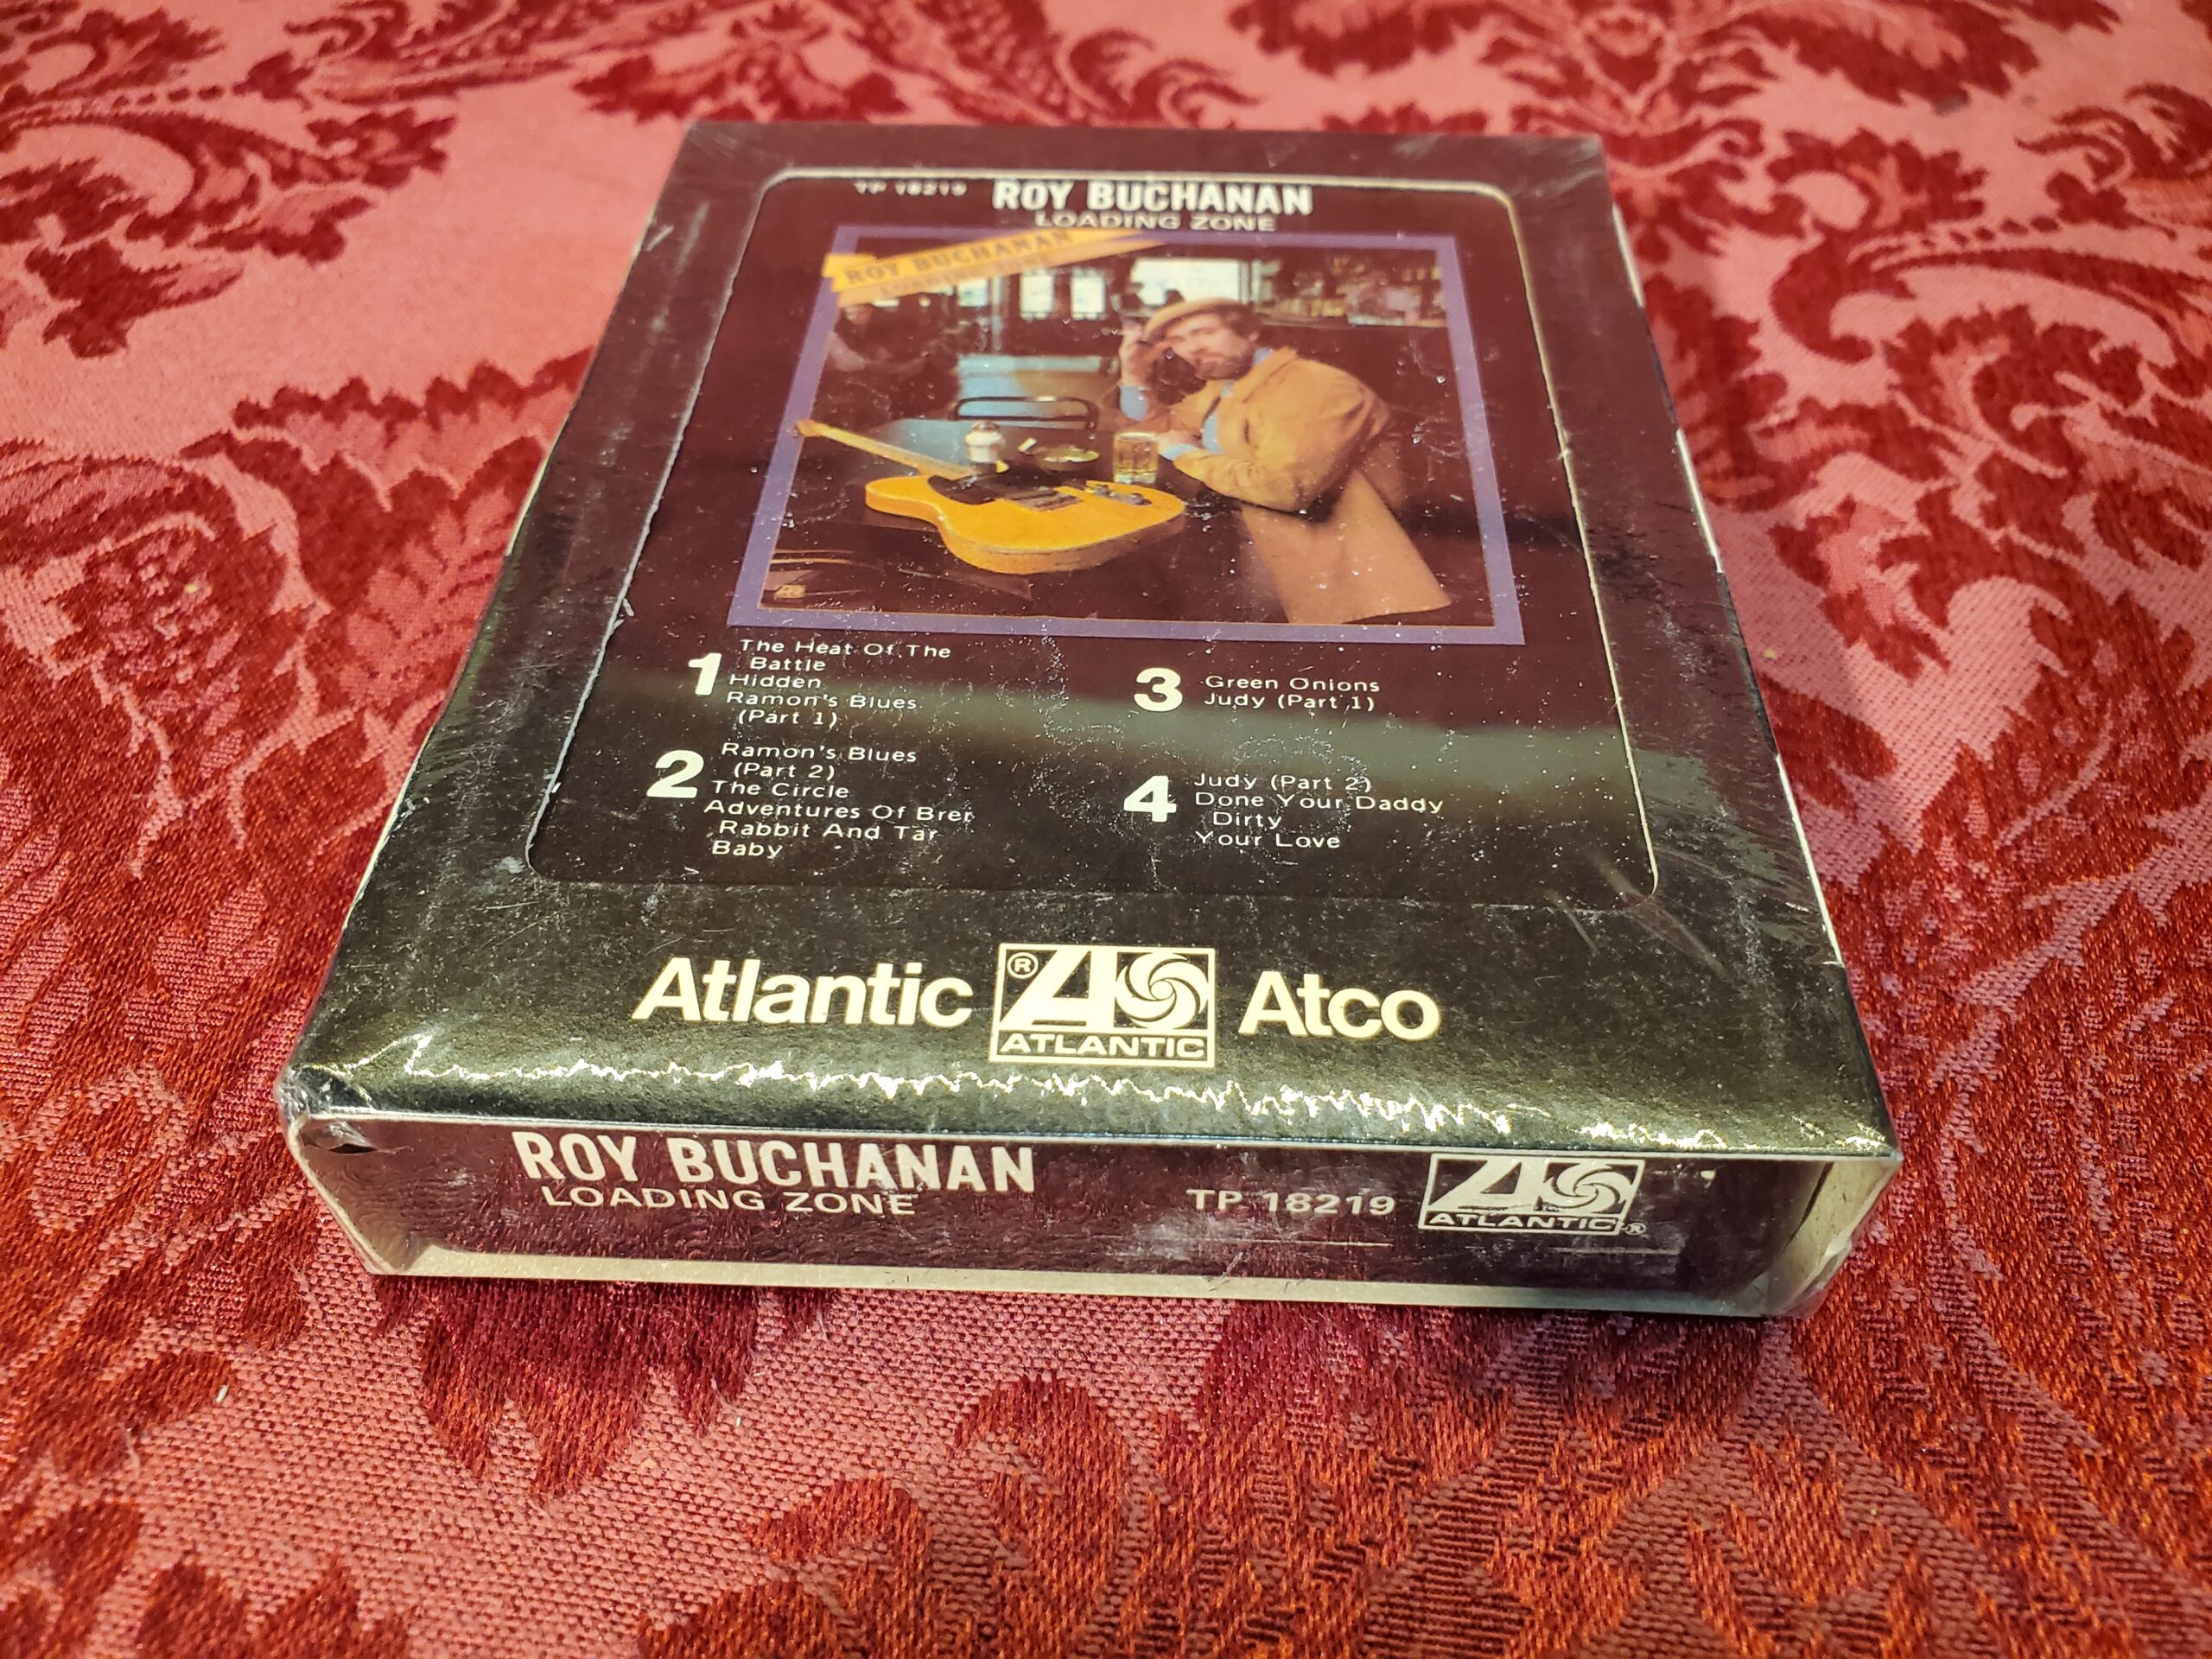 TP 18219 ROY BUCHANAN
LOADING ZONE
ROY BUCHANAN
LOADING ZONE
1
The Heat Of The
Battle
Hidden
Ramon's Blues
(Part 1)
2
Ramon's Blues
(Part 2)
The Circle
Adventures Of Brer
Rabbit And Tar
Baby
3
Green Onions
Judy (Part 1)
4
Judy (Part 2)
Done Your Daddy
Dirty
Your Love
Atlantic ® A ATLANTIC Atco
ROY BUCHANAN
LOADING ZONE
TP 18219
A ATLANTIC ®